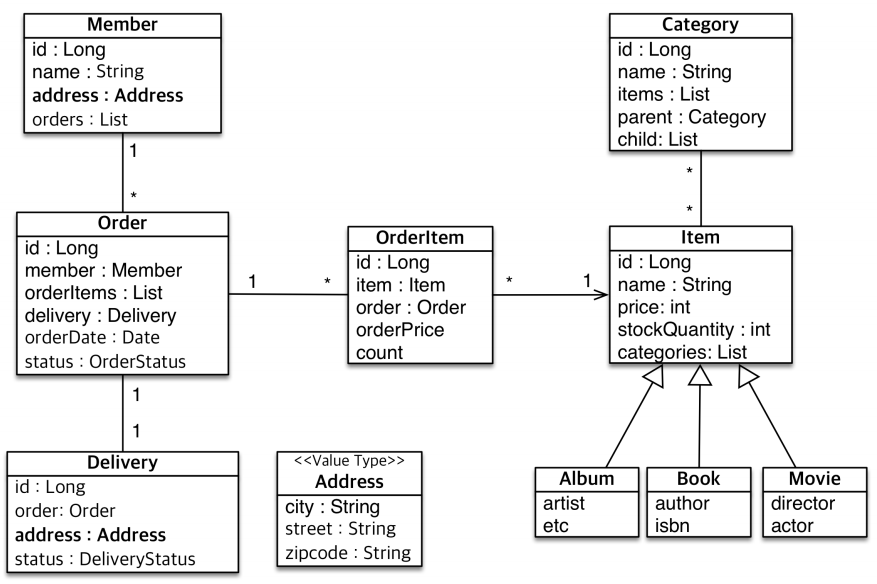 Member
id : Long
name : String
address : Address
orders : List
1
*
Order
id : Long
member : Member
orderItems : List
delivery : Delivery
orderDate : Date
status : OrderStatus
1
*
OrderItem
id : Long
item : Item
order : Order
orderPrice
count
*
1
Category
id : Long
name : String
items : List
parent : Category
child: List
*
*
Item
id : Long
name : String
price: int
stockQuantity : int
categories: List
1
1
Delivery
id : Long
order: Order
address : Address
status : DeliveryStatus
<<Value Type>>
Address
city : String
street : String
zipcode : String
Album
artist
etc
Book
author
isbn
Movie
director
actor